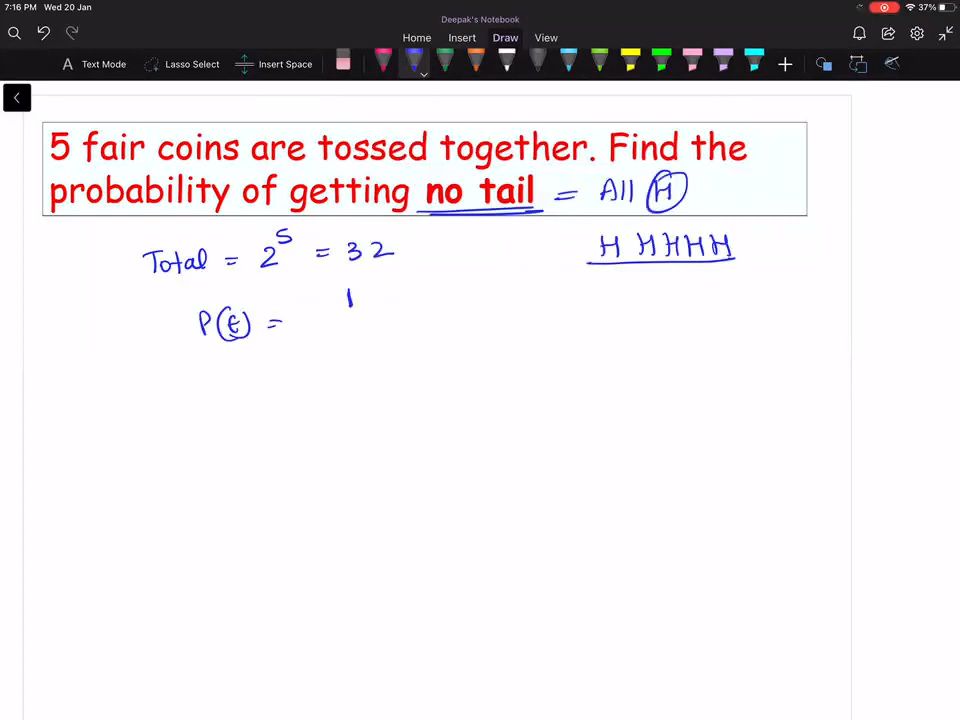 7:16 PM Wed 20 Jan
37%
Deepak's Notebook
Home Insert Draw View
A Text Mode Lasso Select Insert Space
5 fair coins are tossed together. Find the
probability of getting no tail = All H
Total = 2^5 = 32 H HHHH
P(E) = 1